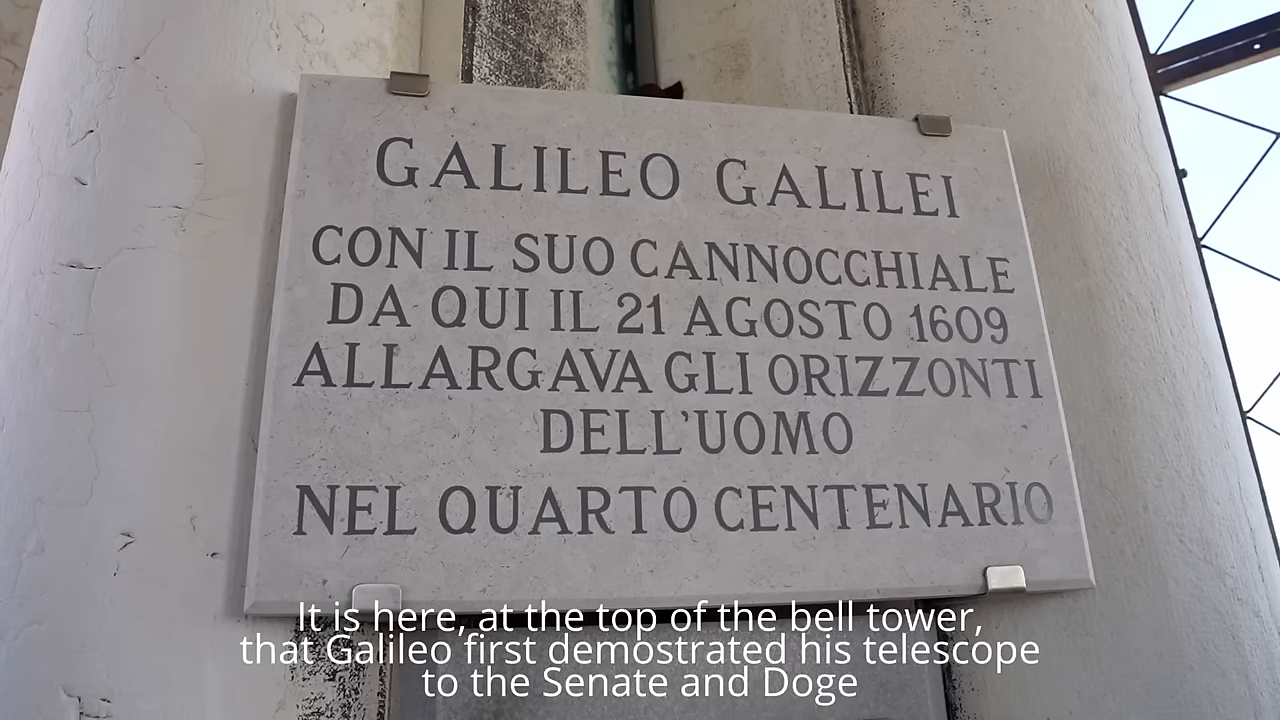 GALILEO GALILEI
CON IL SUO CANNOCCHIALE
DA QUI IL 21 AGOSTO 1609
ALLARGAVA GLI ORIZZONTI
DELL'UOMO
NEL QUARTO CENTENARIO
It is here, at the top of the bell tower,
that Galileo first demostrated his telescope
to the Senate and Doge